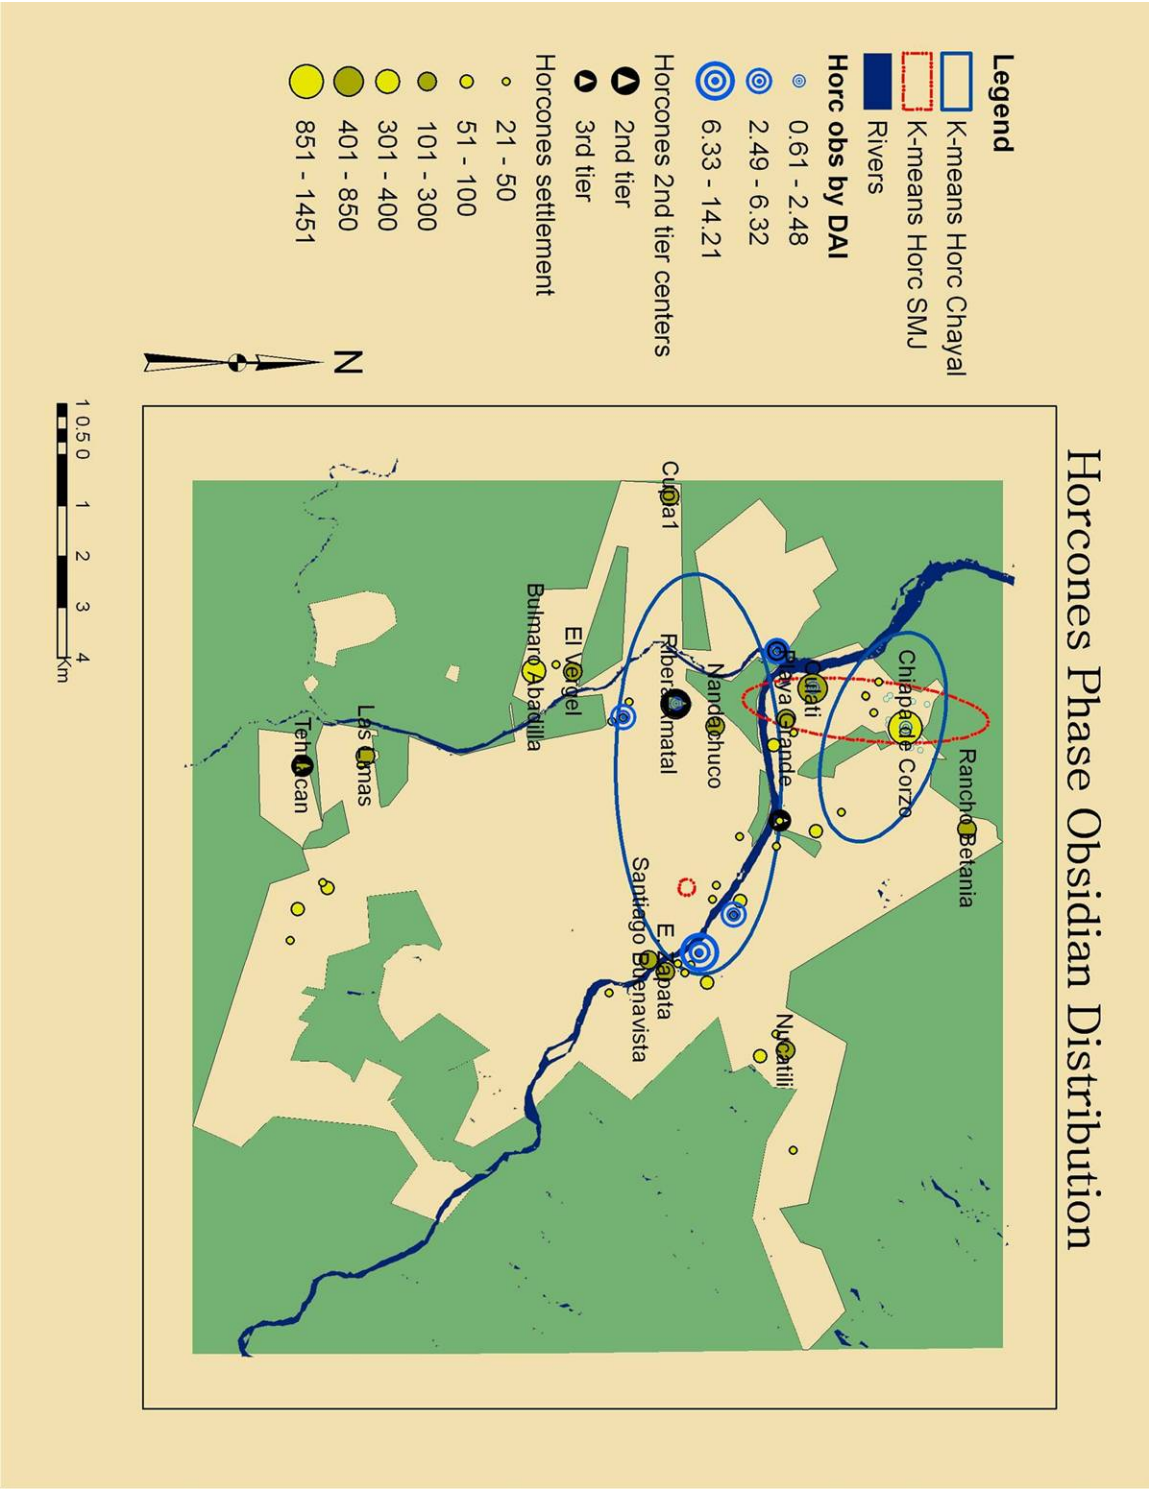 Horcones Phase Obsidian Distribution
Legend
K-means Horc Chayal
K-means Horc SMJ
Rivers
Horc obs by DAI
0.61 - 2.48
2.49 - 6.32
6.33 - 14.21
Horcones 2nd tier centers
2nd tier
3rd tier
Horcones settlement
21 - 50
51 - 100
101 - 300
301 - 400
401 - 850
851 - 1451
N
1 0.5 0 1 2 3 4
Km
Rancho Betania
Chiapa de Corzo
Culati
Playa Grande
Nucatili
Nandachuco
Cupia1
Ribera Amatal
E. Zapata
Santiago Buenavista
El Vergel
Bulmaro Abadilla
Las Limas